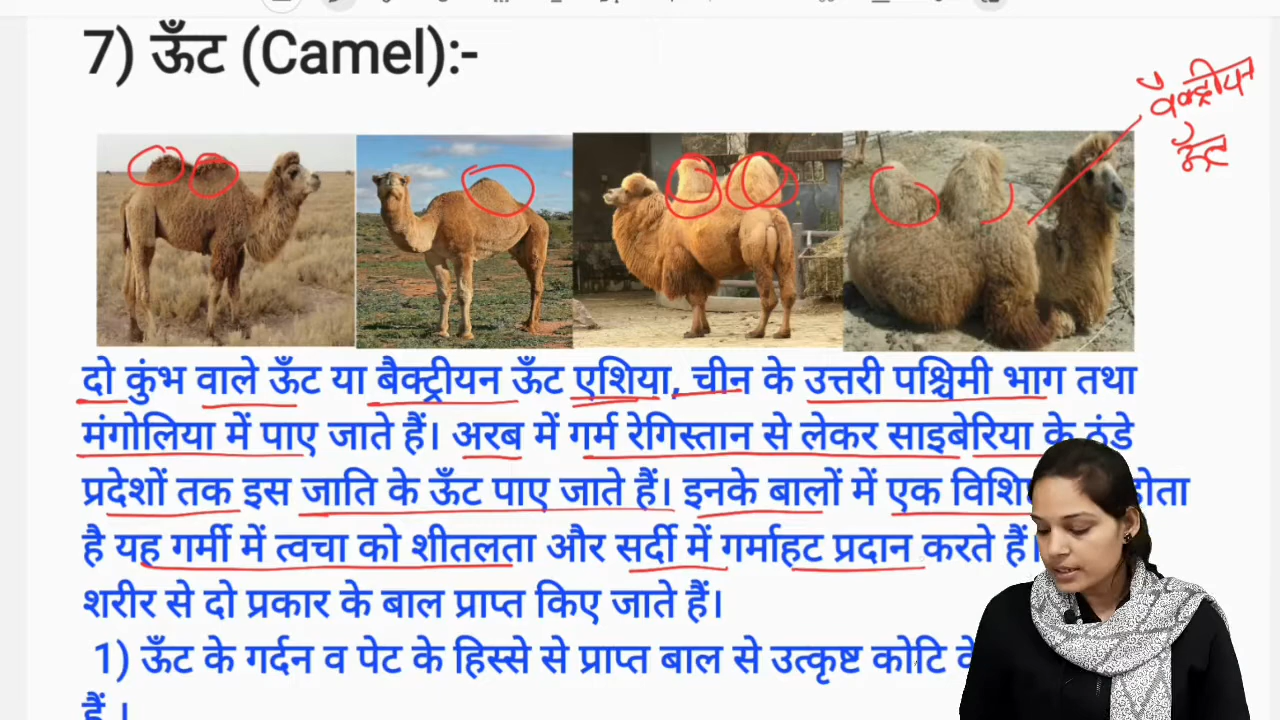 7) ऊँट (Camel):-
बैक्ट्रीयन
ऊँट
दो कुंभ वाले ऊँट या बैक्ट्रीयन ऊँट एशिया, चीन के उत्तरी पश्चिमी भाग तथा
मंगोलिया में पाए जाते हैं। अरब में गर्म रेगिस्तान से लेकर साइबेरिया के ठंडे
प्रदेशों तक इस जाति के ऊँट पाए जाते हैं। इनके बालों में एक होता
है यह गर्मी में त्वचा को शीतलता और सर्दी में गर्माहट प्रदान करते हैं।
शरीर से दो प्रकार के बाल प्राप्त किए जाते हैं।
1) ऊँट के गर्दन व पेट के हिस्से से प्राप्त बाल से उत्कृष्ट कोटि
हैं ।